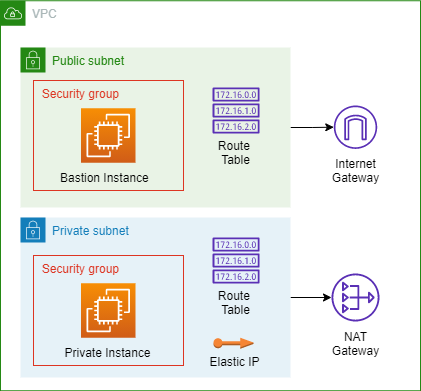 VPC
Public subnet
Security group
Bastion Instance
172.16.0.0
172.16.1.0
172.16.2.0
Route
Table
Internet
Gateway
Private subnet
Security group
Private Instance
172.16.0.0
172.16.1.0
172.16.2.0
Route
Table
Elastic IP
NAT
Gateway